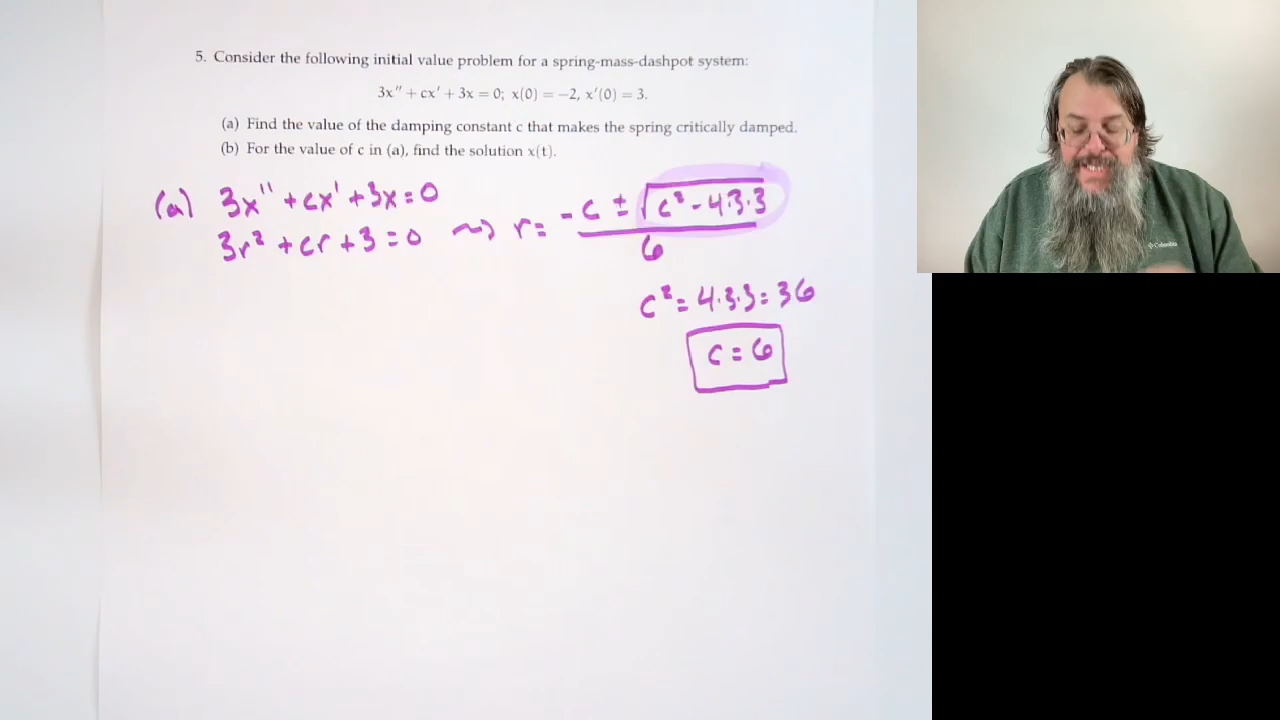 5. Consider the following initial value problem for a spring-mass-dashpot system:
3x″ + cx′ + 3x = 0; x(0) = −2, x′(0) = 3.
(a) Find the value of the damping constant c that makes the spring critically damped.
(b) For the value of c in (a), find the solution x(t).
(a) 3x″ + cx′ + 3x = 0
3r² + cr + 3 = 0 ⇝ r = (−c ± √(c² − 4·3·3)) / 6
c² = 4·3·3 = 36
c = 6
Columbia